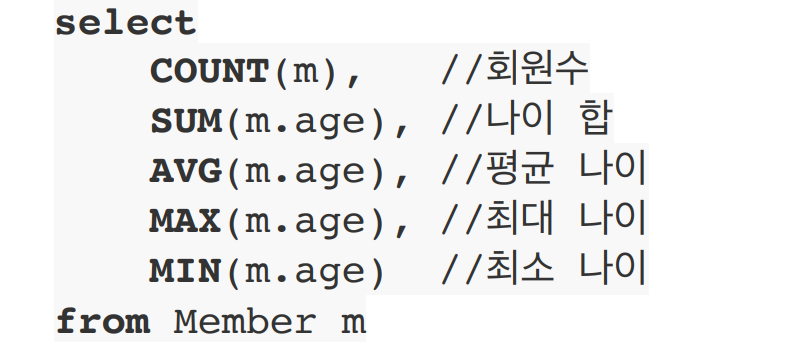 select
COUNT(m), //회원수
SUM(m.age), //나이 합
AVG(m.age), //평균 나이
MAX(m.age), //최대 나이
MIN(m.age) //최소 나이
from Member m